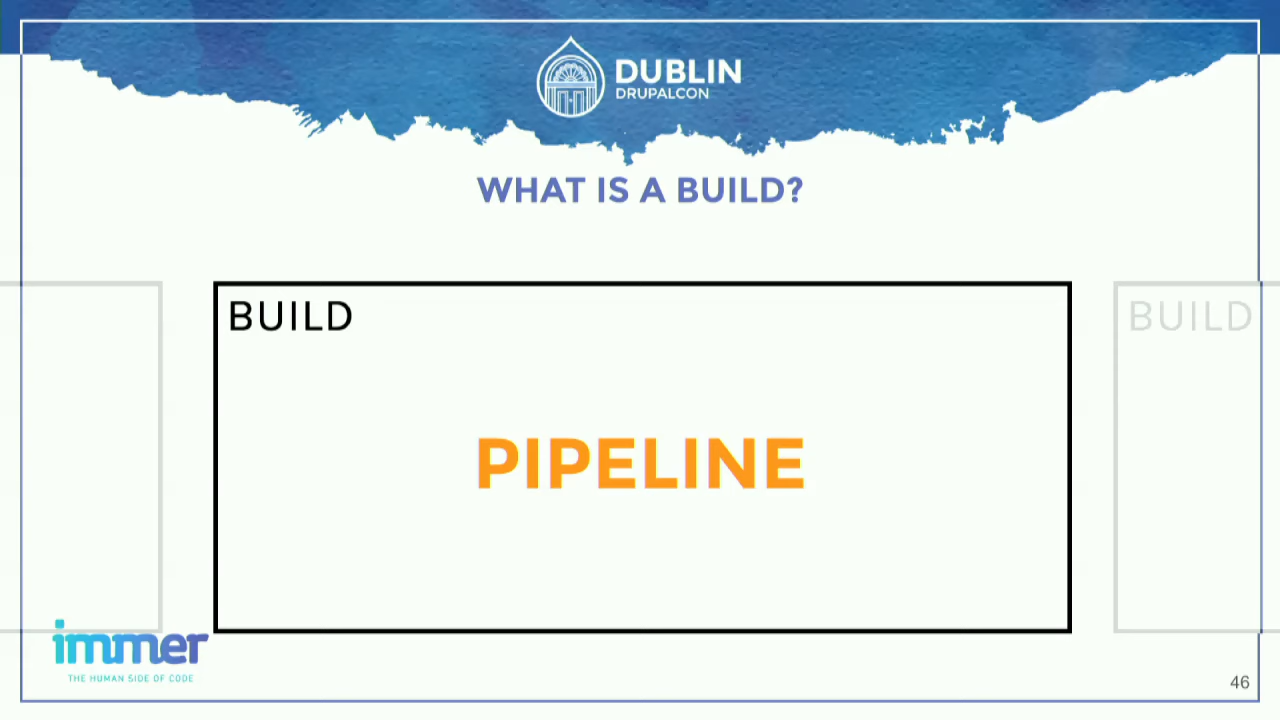 DUBLIN
DRUPALCON
WHAT IS A BUILD?
BUILD
BUILD
PIPELINE
immer
THE HUMAN SIDE OF CODE
46